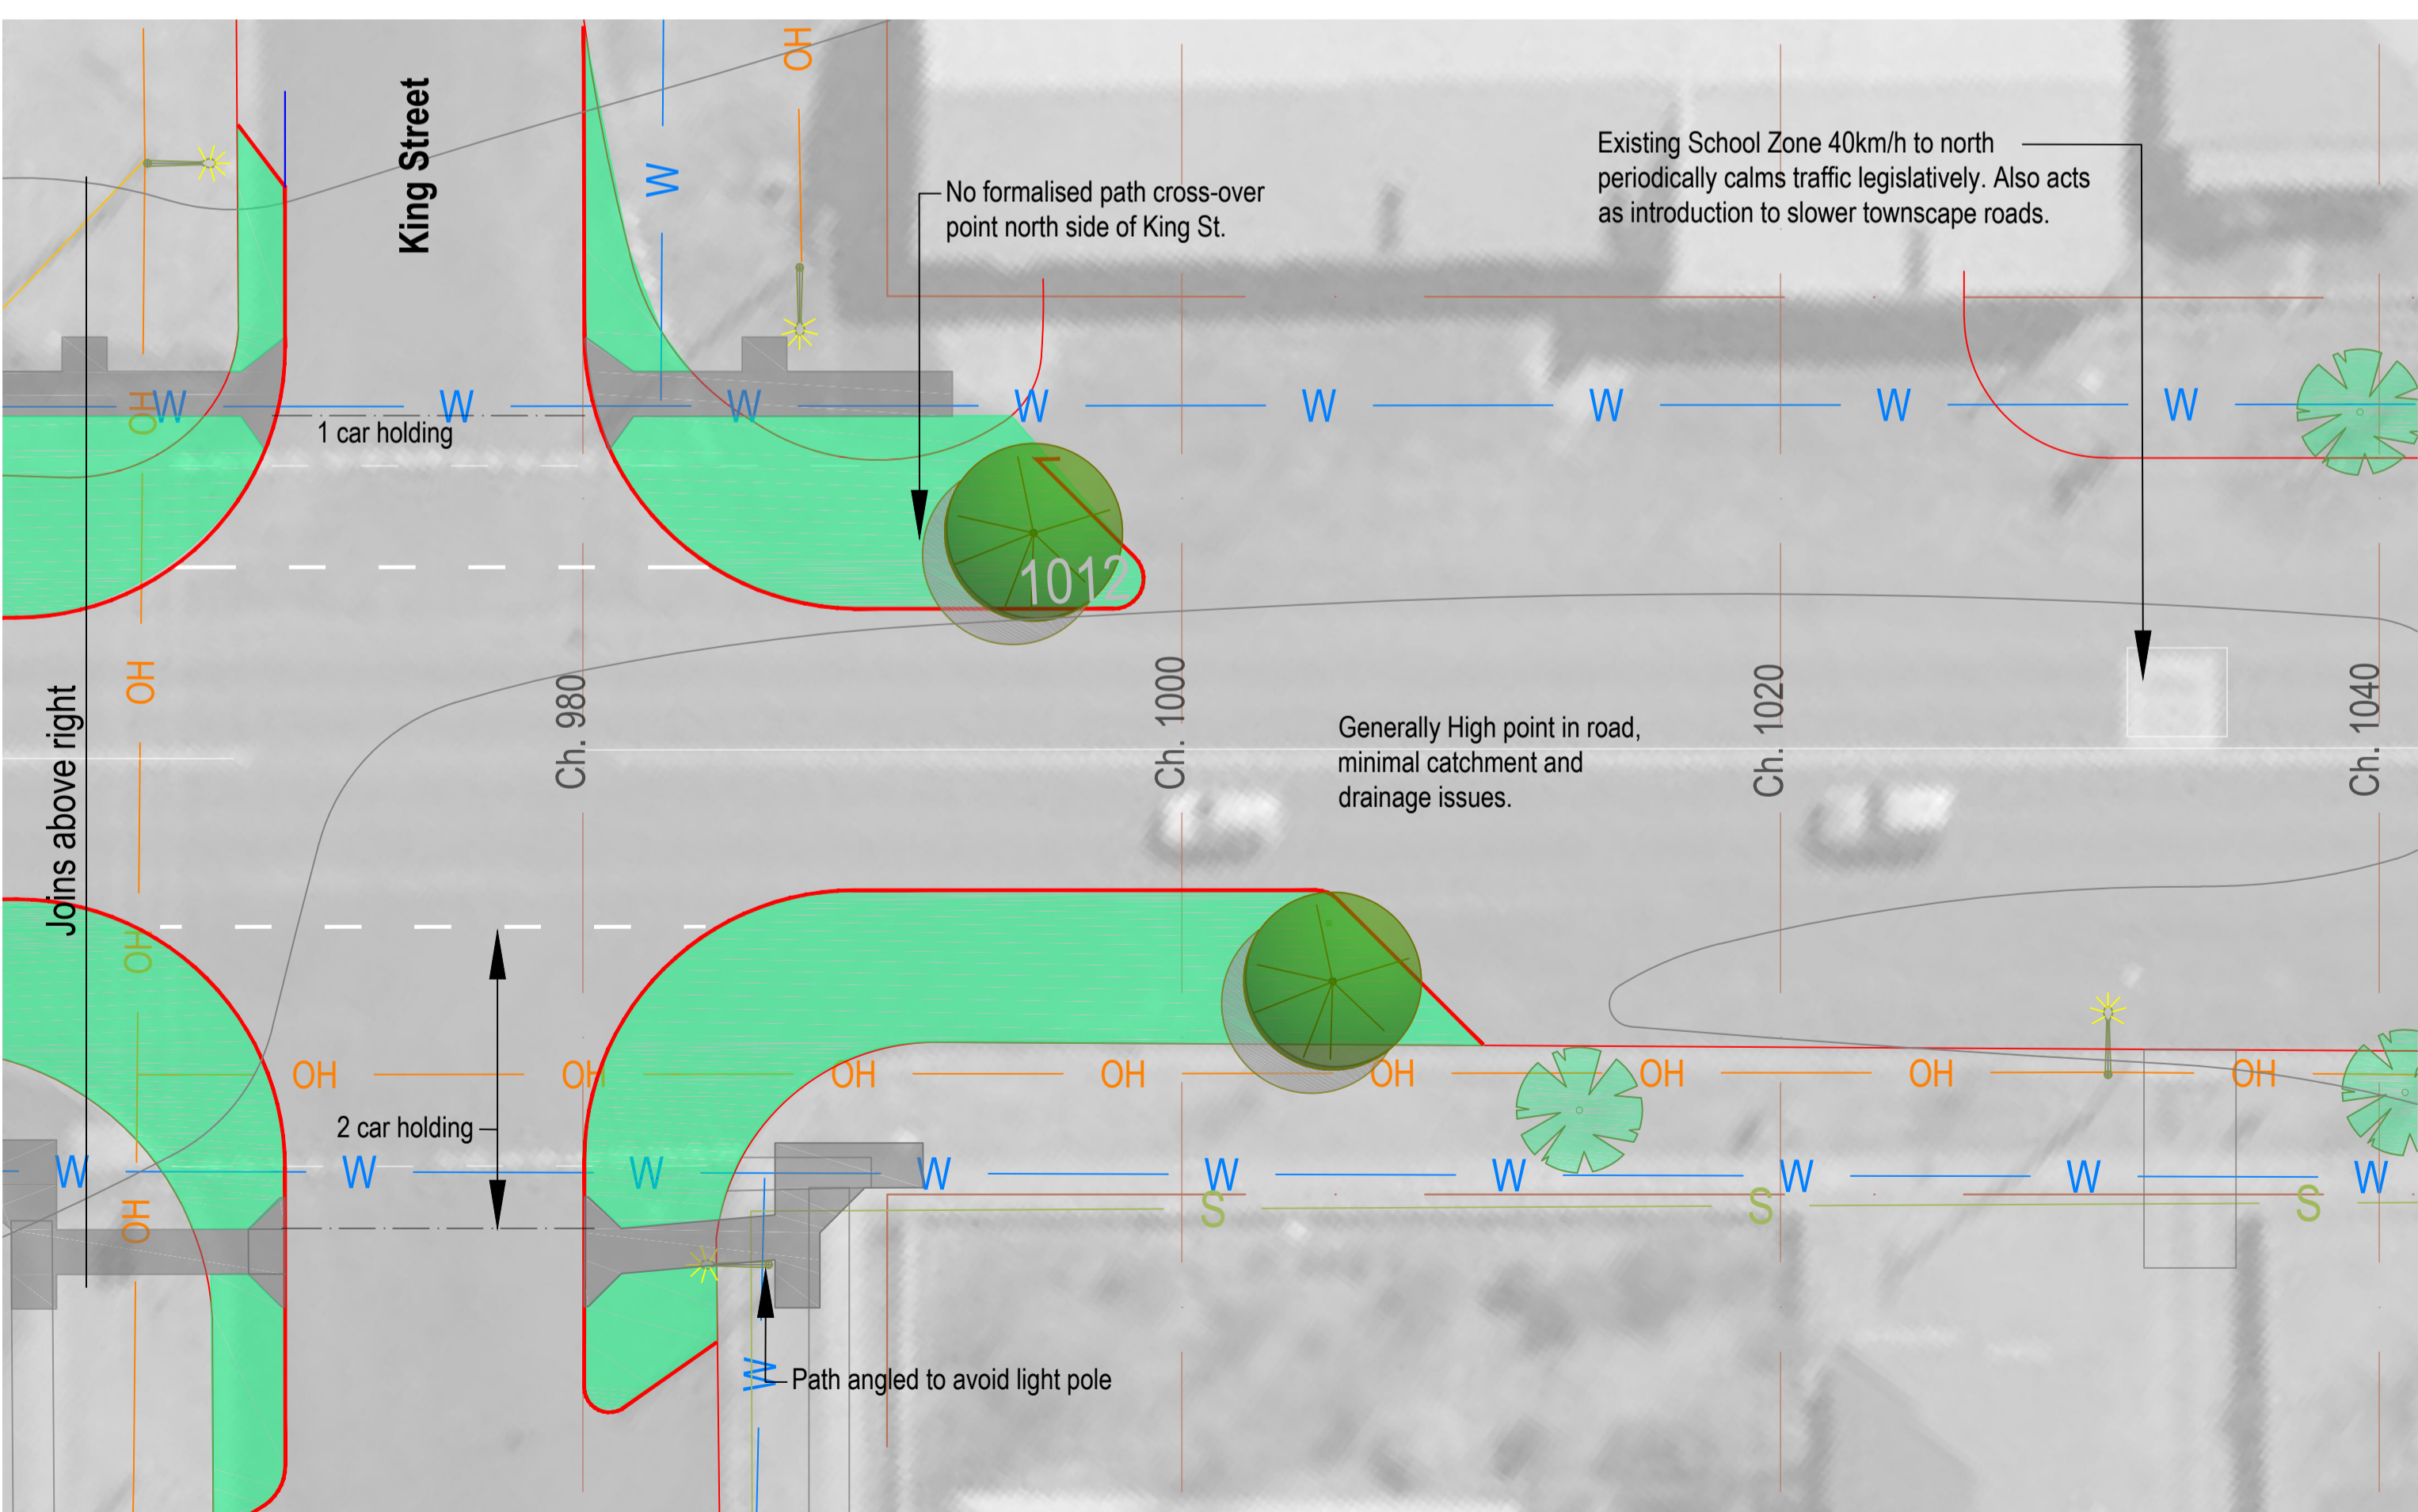 OH
King Street
W
Existing School Zone 40km/h to north
periodically calms traffic legislatively. Also acts
as introduction to slower townscape roads.
No formalised path cross-over
point north side of King St.
OH
W
W
W
W
W
W
W
W
1 car holding
1012
Joins above right
OH
Ch. 980
Ch. 1000
Ch. 1020
Ch. 1040
Generally High point in road,
minimal catchment and
drainage issues.
OH
OH
OH
OH
OH
OH
OH
OH
OH
2 car holding
W
W
W
W
W
W
W
W
W
OH
S
S
S
W
Path angled to avoid light pole